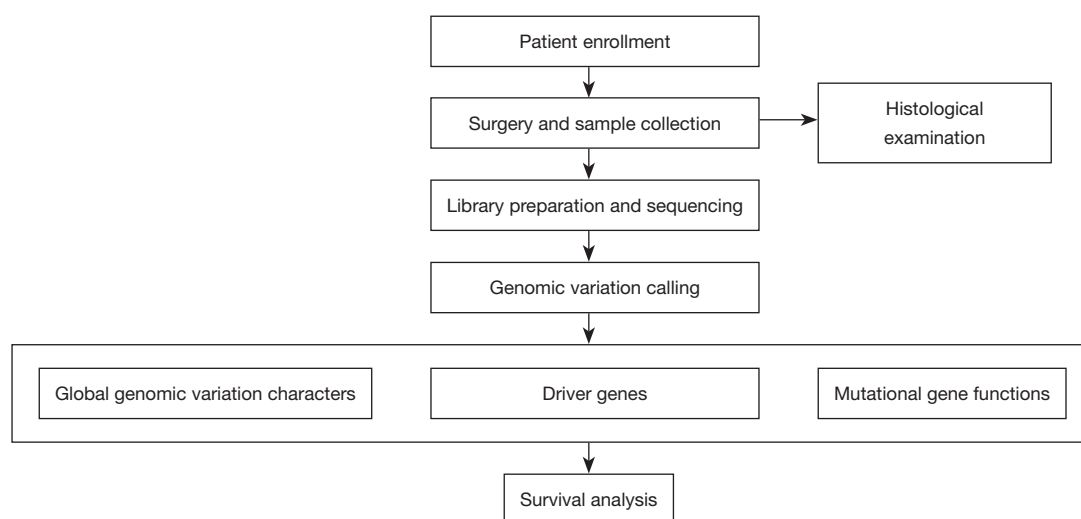 Patient enrollment
Surgery and sample collection
Histological
examination
Library preparation and sequencing
Genomic variation calling
Global genomic variation characters
Driver genes
Mutational gene functions
Survival analysis